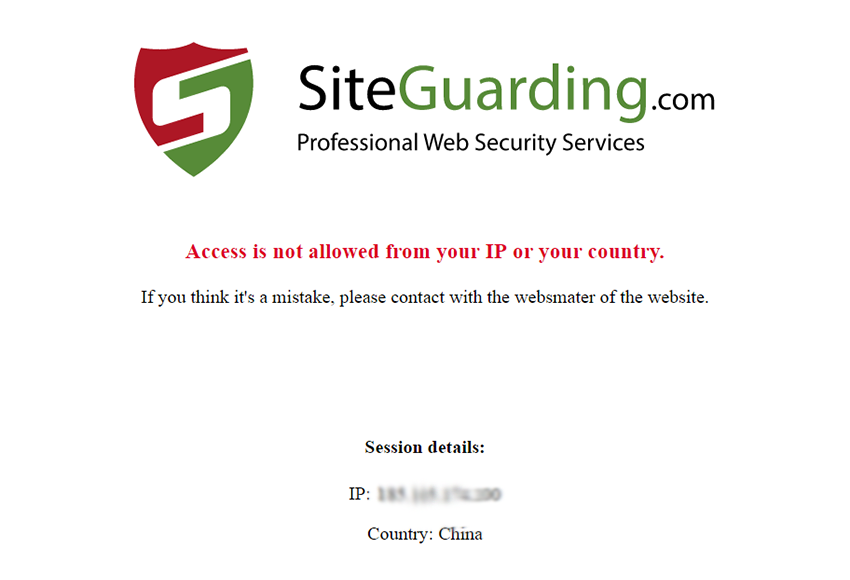 SiteGuarding.com
Professional Web Security Services
Access is not allowed from your IP or your country.
If you think it's a mistake, please contact with the websmater of the website.
Session details:
IP:
Country: China